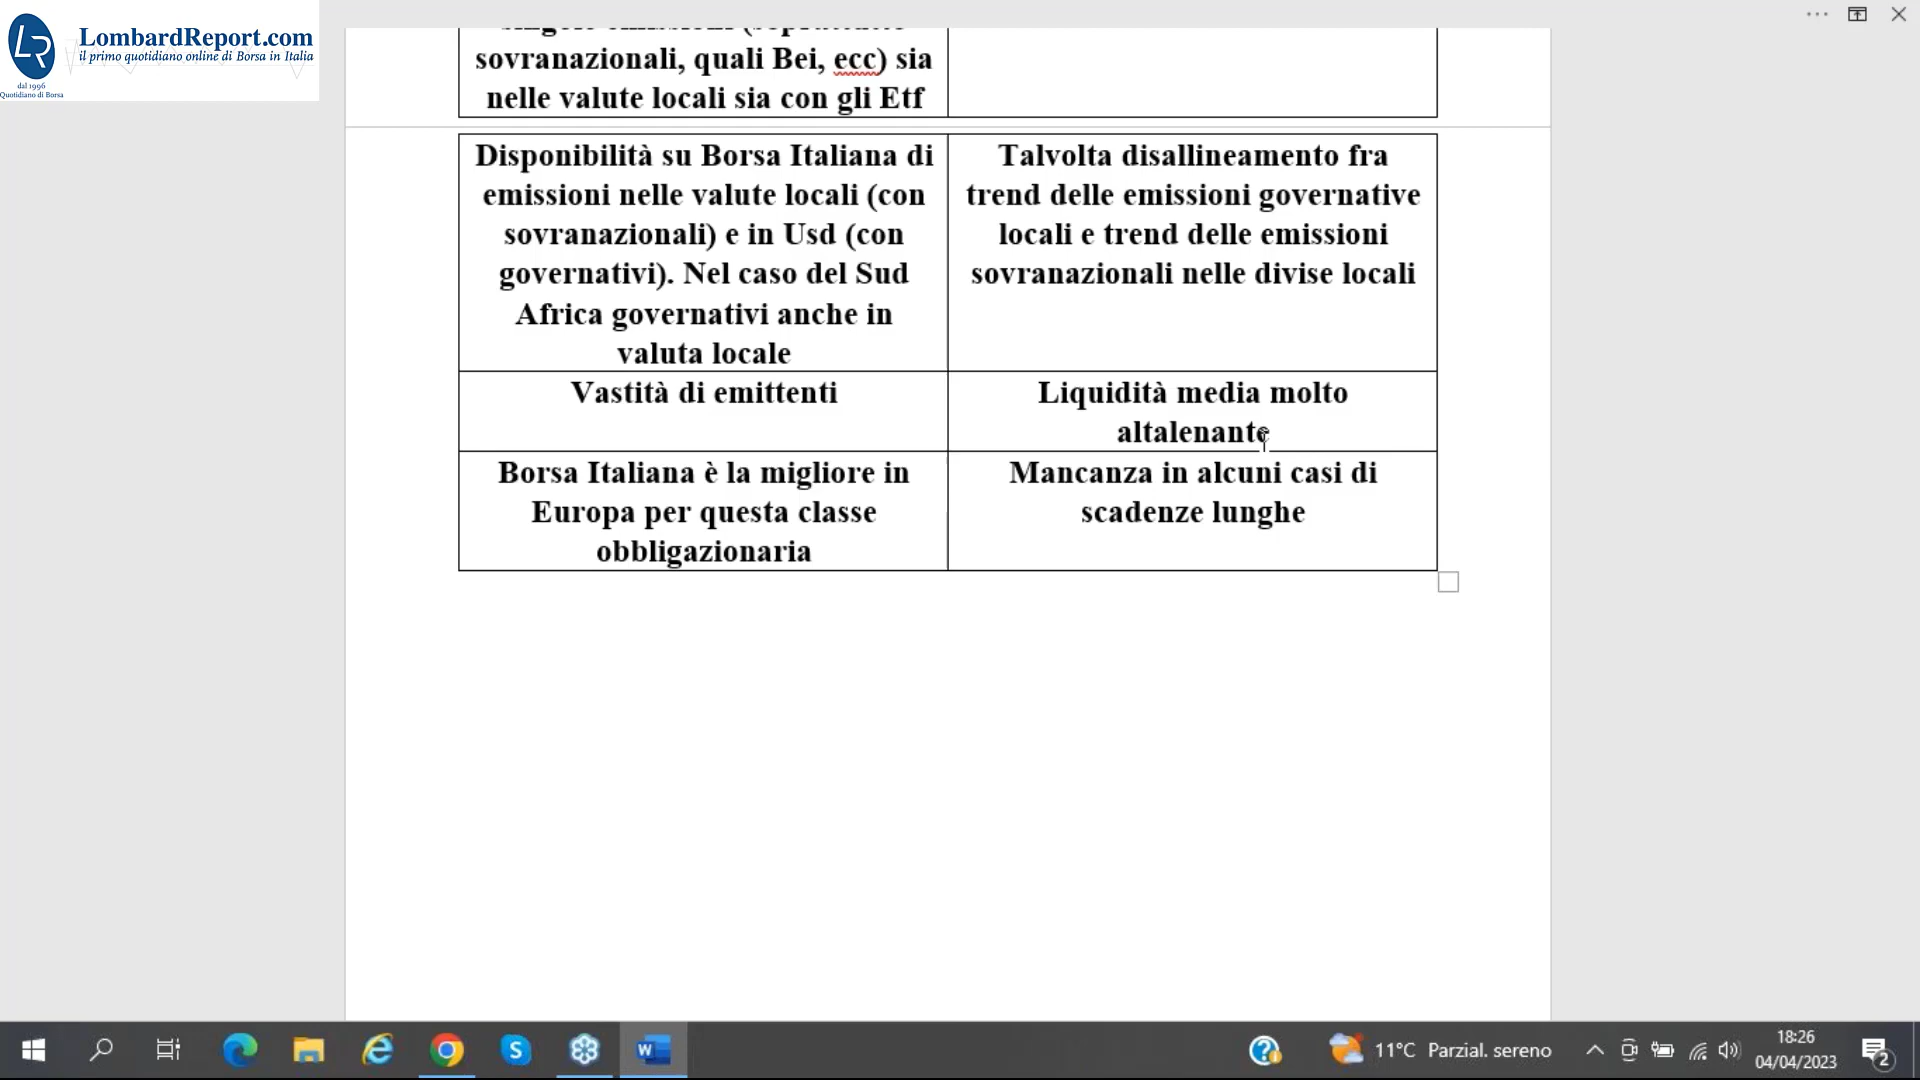 LR
LombardReport.com
il primo quotidiano online di Borsa in Italia
dal 1996
Quotidiano di Borsa
singole emissioni (soprattutto
sovranazionali, quali Bei, ecc) sia
nelle valute locali sia con gli Etf
Disponibilità su Borsa Italiana di
emissioni nelle valute locali (con
sovranazionali) e in Usd (con
governativi). Nel caso del Sud
Africa governativi anche in
valuta locale
Talvolta disallineamento fra
trend delle emissioni governative
locali e trend delle emissioni
sovranazionali nelle divise locali
Vastità di emittenti
Liquidità media molto
altalenante
Borsa Italiana è la migliore in
Europa per questa classe
obbligazionaria
Mancanza in alcuni casi di
scadenze lunghe
11°C Parzial. sereno
18:26
04/04/2023
2